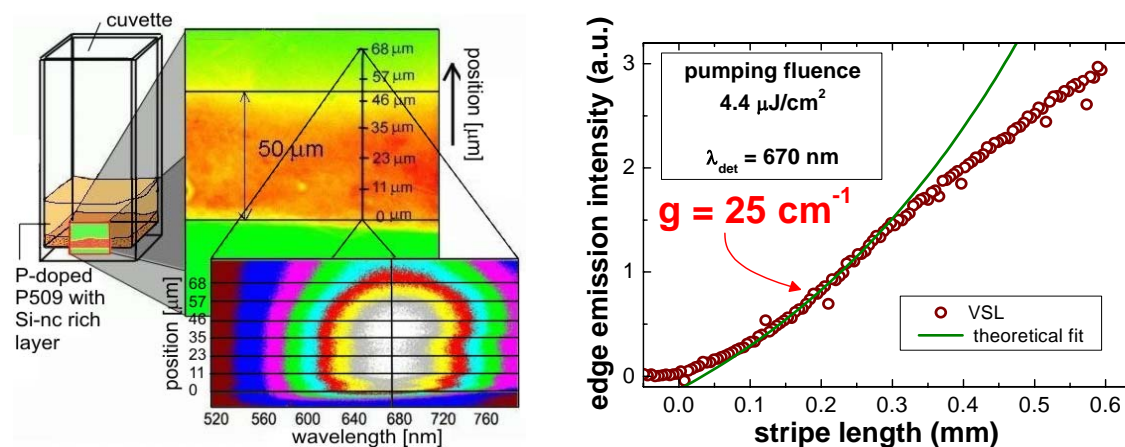 cuvette
P-doped
P509 with
Si-nc rich
layer
68 μm
57 μm
46 μm
35 μm
23 μm
11 μm
0 μm
50 μm
position
[μm]
position [μm]
68
57
46
35
23
11
0
520 560 600 640 680 720 760
wavelength [nm]
edge emission intensity (a.u.)
3
2
1
0
pumping fluence
4.4 μJ/cm²
λdet = 670 nm
g = 25 cm⁻¹
VSL
theoretical fit
0.0 0.1 0.2 0.3 0.4 0.5 0.6
stripe length (mm)